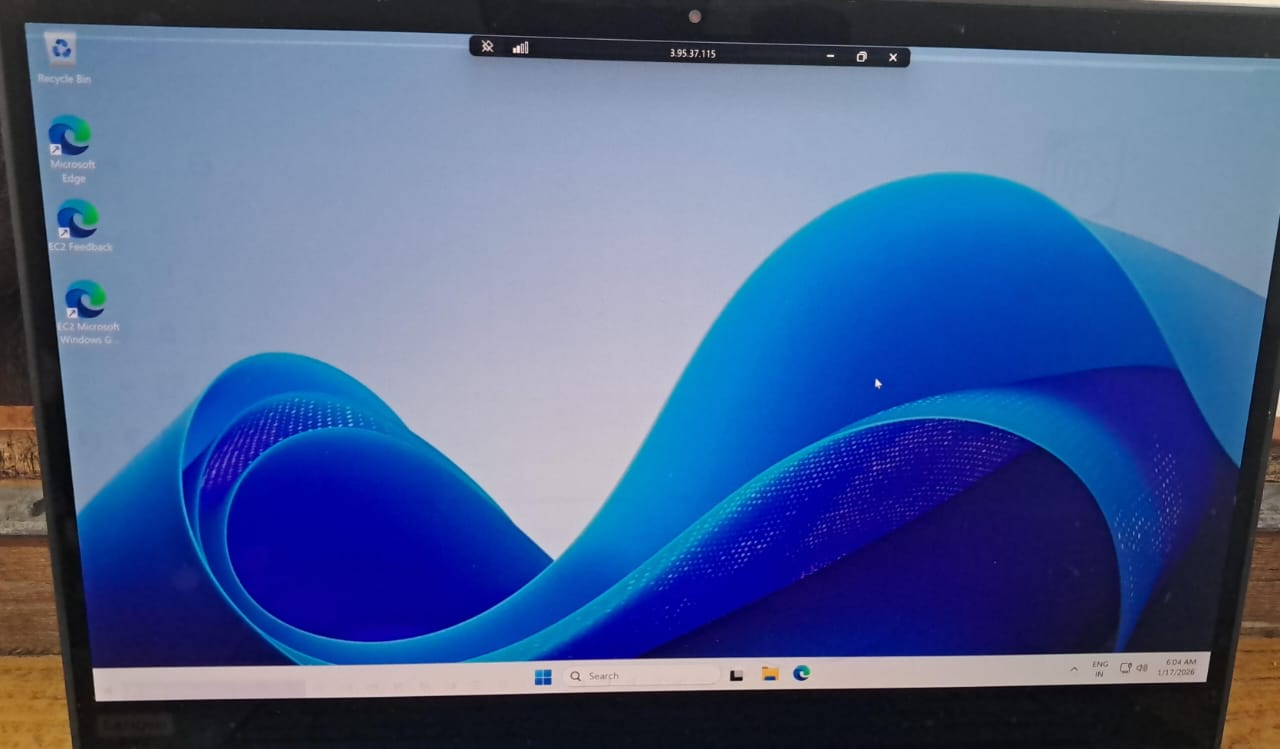 3.95.37.115
Recycle Bin
Microsoft
Edge
EC2 Feedback
EC2 Microsoft
Windows G...
Search
ENG
IN
6:04 AM
1/17/2026
Lenovo